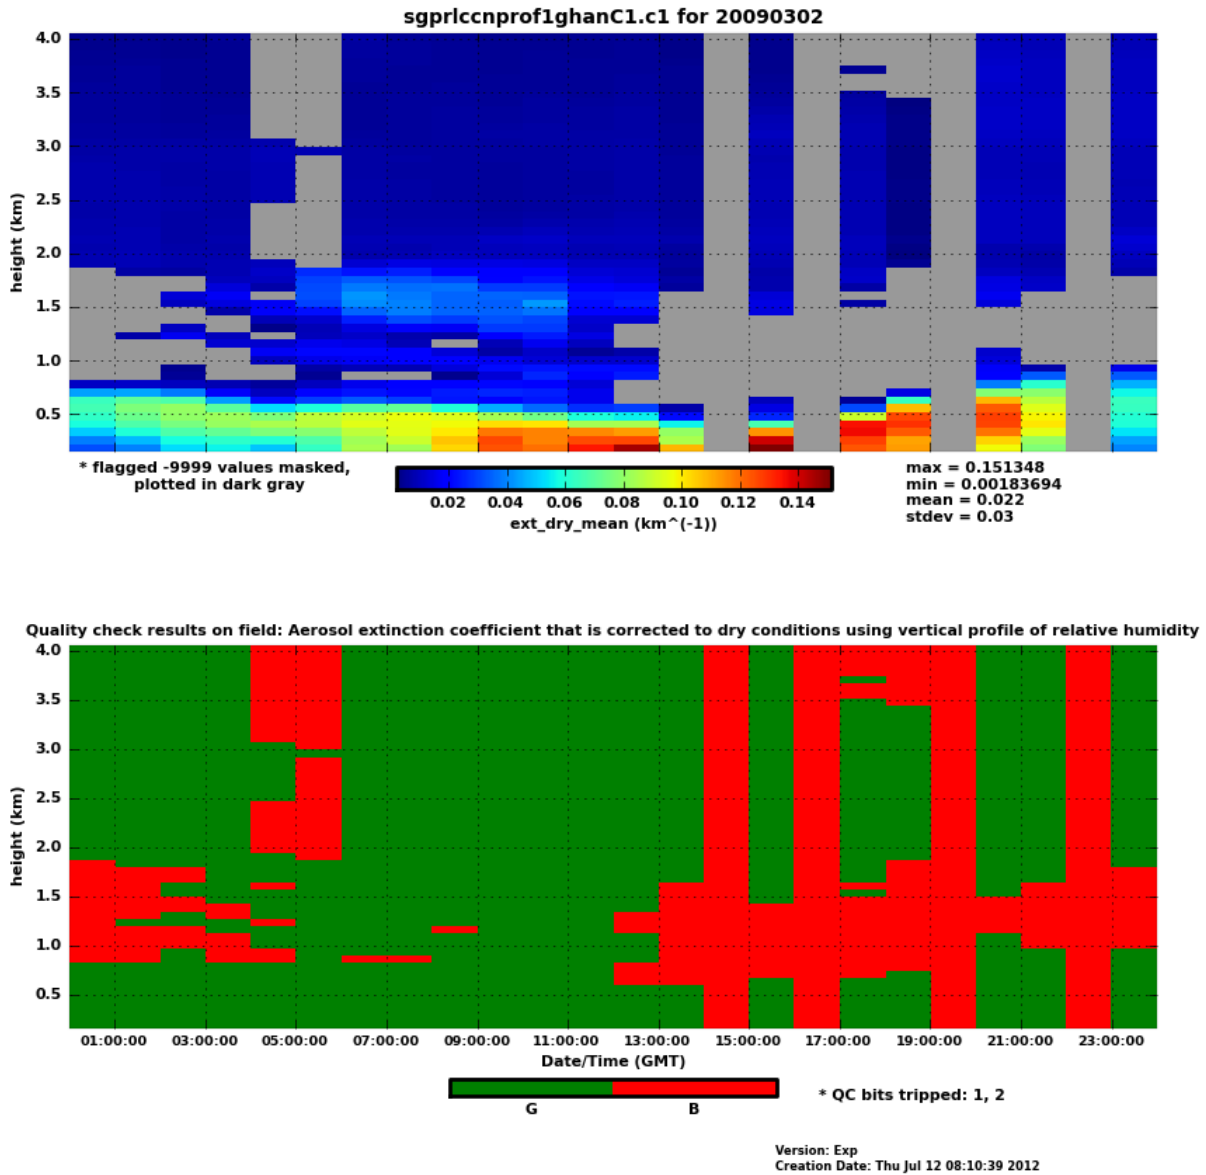 sgprlccnprof1ghanC1.c1 for 20090302
4.0
3.5
3.0
2.5
2.0
1.5
1.0
0.5
height (km)
* flagged -9999 values masked,
plotted in dark gray
0.02 0.04 0.06 0.08 0.10 0.12 0.14
ext_dry_mean (km^(-1))
max = 0.151348
min = 0.00183694
mean = 0.022
stdev = 0.03
Quality check results on field: Aerosol extinction coefficient that is corrected to dry conditions using vertical profile of relative humidity
4.0
3.5
3.0
2.5
2.0
1.5
1.0
0.5
height (km)
01:00:00 03:00:00 05:00:00 07:00:00 09:00:00 11:00:00 13:00:00 15:00:00 17:00:00 19:00:00 21:00:00 23:00:00
Date/Time (GMT)
G B
* QC bits tripped: 1, 2
Version: Exp
Creation Date: Thu Jul 12 08:10:39 2012